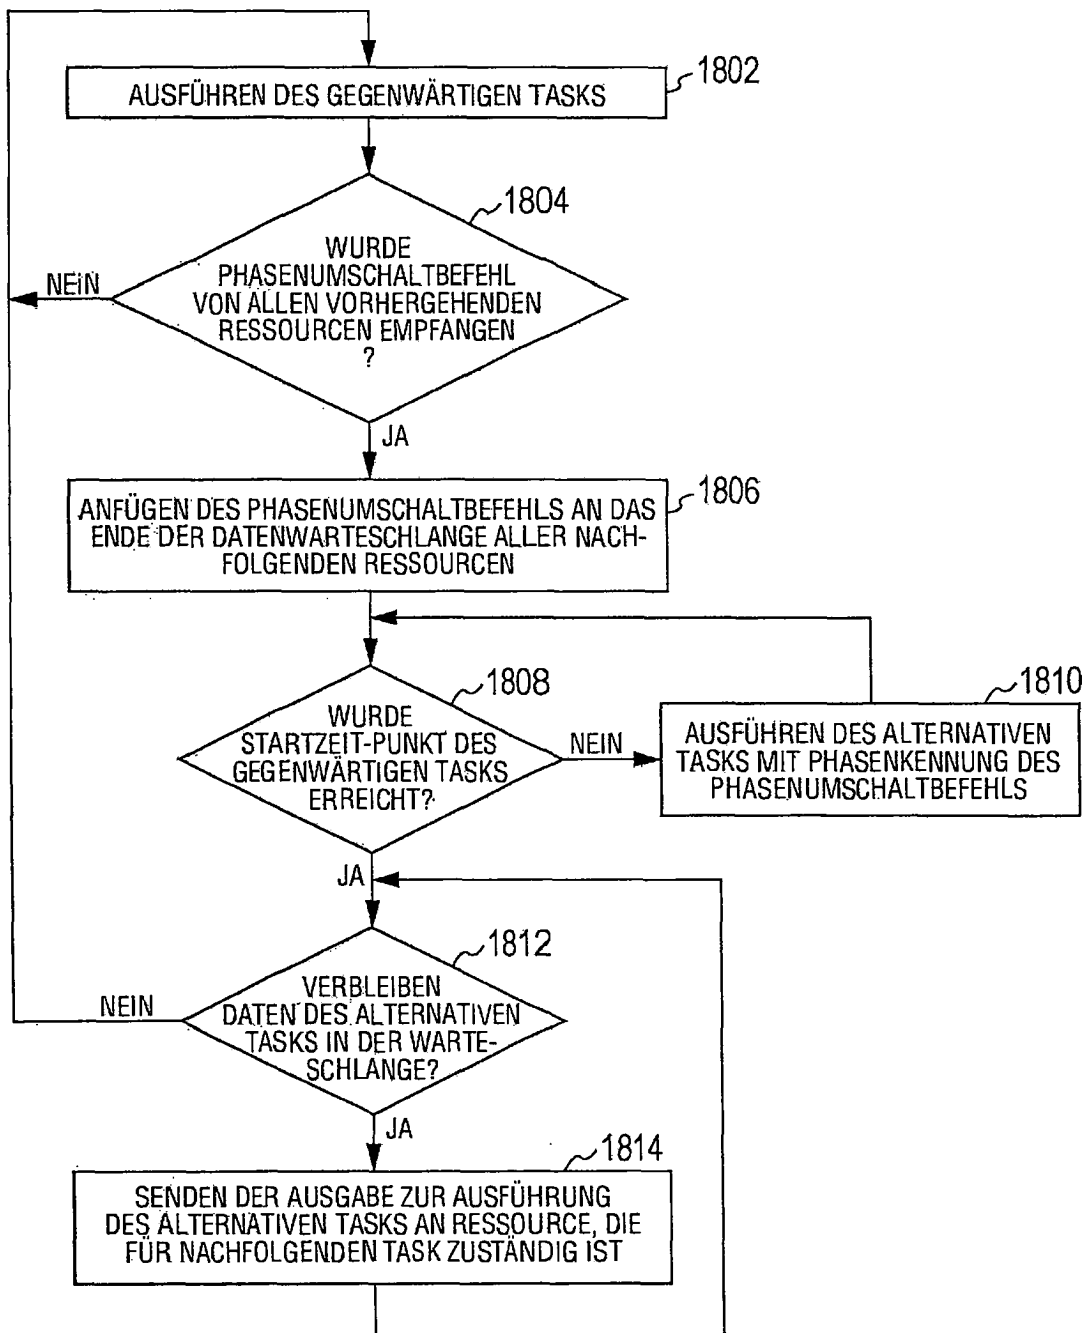 AUSFÜHREN DES GEGENWÄRTIGEN TASKS
1802
1804
WURDE
PHASENUMSCHALTBEFEHL
VON ALLEN VORHERGEHENDEN
RESSOURCEN EMPFANGEN
?
NEIN
JA
1806
ANFÜGEN DES PHASENUMSCHALTBEFEHLS AN DAS
ENDE DER DATENWARTESCHLANGE ALLER NACH-
FOLGENDEN RESSOURCEN
1808
WURDE
STARTZEIT-PUNKT DES
GEGENWÄRTIGEN TASKS
ERREICHT?
NEIN
1810
AUSFÜHREN DES ALTERNATIVEN
TASKS MIT PHASENKENNUNG DES
PHASENUMSCHALTBEFEHLS
JA
1812
VERBLEIBEN
DATEN DES ALTERNATIVEN
TASKS IN DER WARTE-
SCHLANGE?
NEIN
JA
1814
SENDEN DER AUSGABE ZUR AUSFÜHRUNG
DES ALTERNATIVEN TASKS AN RESSOURCE, DIE
FÜR NACHFOLGENDEN TASK ZUSTÄNDIG IST